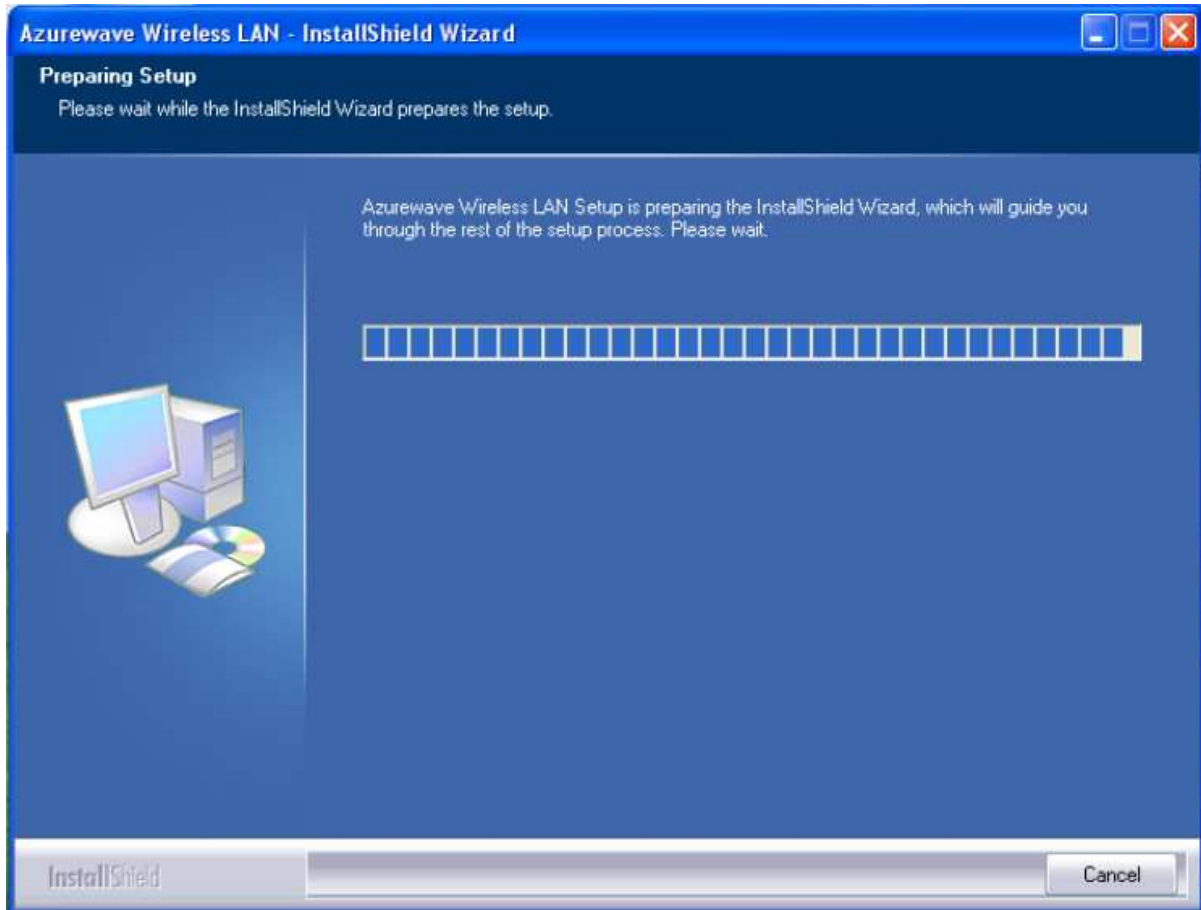 Azurewave Wireless LAN - InstallShield Wizard
Preparing Setup
Please wait while the InstallShield Wizard prepares the setup.
Azurewave Wireless LAN Setup is preparing the InstallShield Wizard, which will guide you
through the rest of the setup process. Please wait.
InstallShield
Cancel